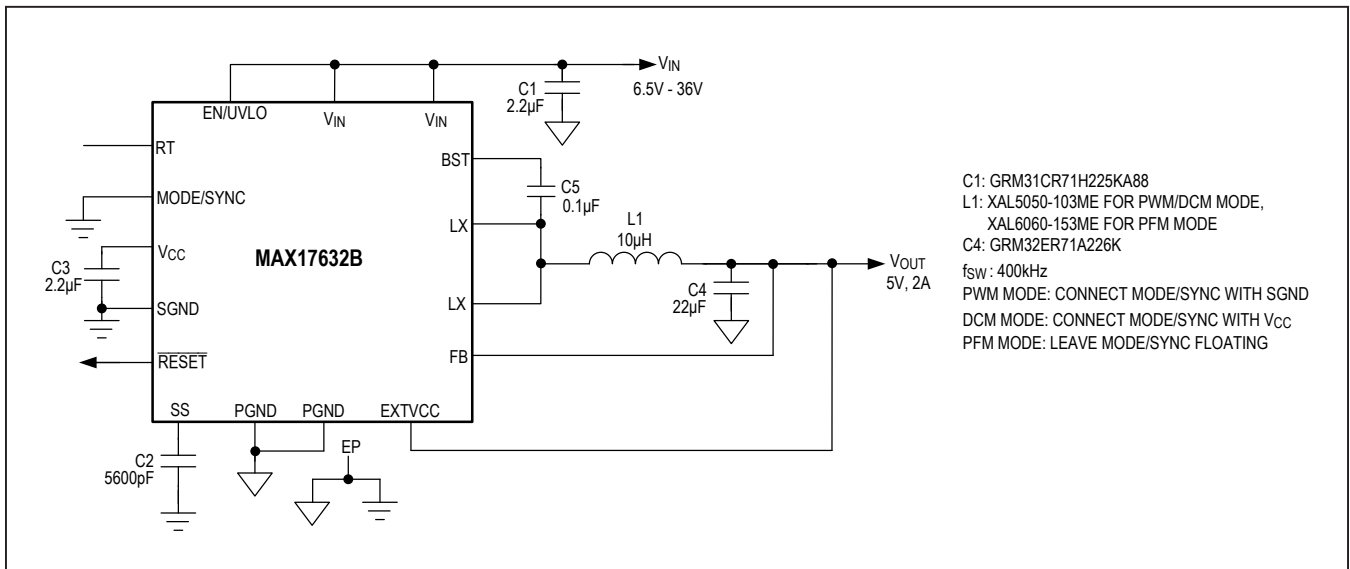 VIN
6.5V - 36V
C1
2.2µF
EN/UVLO
VIN
VIN
RT
BST
MODE/SYNC
C5
0.1µF
LX
L1
10µH
VCC
MAX17632B
C3
2.2µF
VOUT
5V, 2A
C4
22µF
SGND
LX
RESET
FB
SS
PGND
PGND
EXTVCC
EP
C2
5600pF
C1: GRM31CR71H225KA88
L1: XAL5050-103ME FOR PWM/DCM MODE,
XAL6060-153ME FOR PFM MODE
C4: GRM32ER71A226K
fSW : 400kHz
PWM MODE: CONNECT MODE/SYNC WITH SGND
DCM MODE: CONNECT MODE/SYNC WITH VCC
PFM MODE: LEAVE MODE/SYNC FLOATING